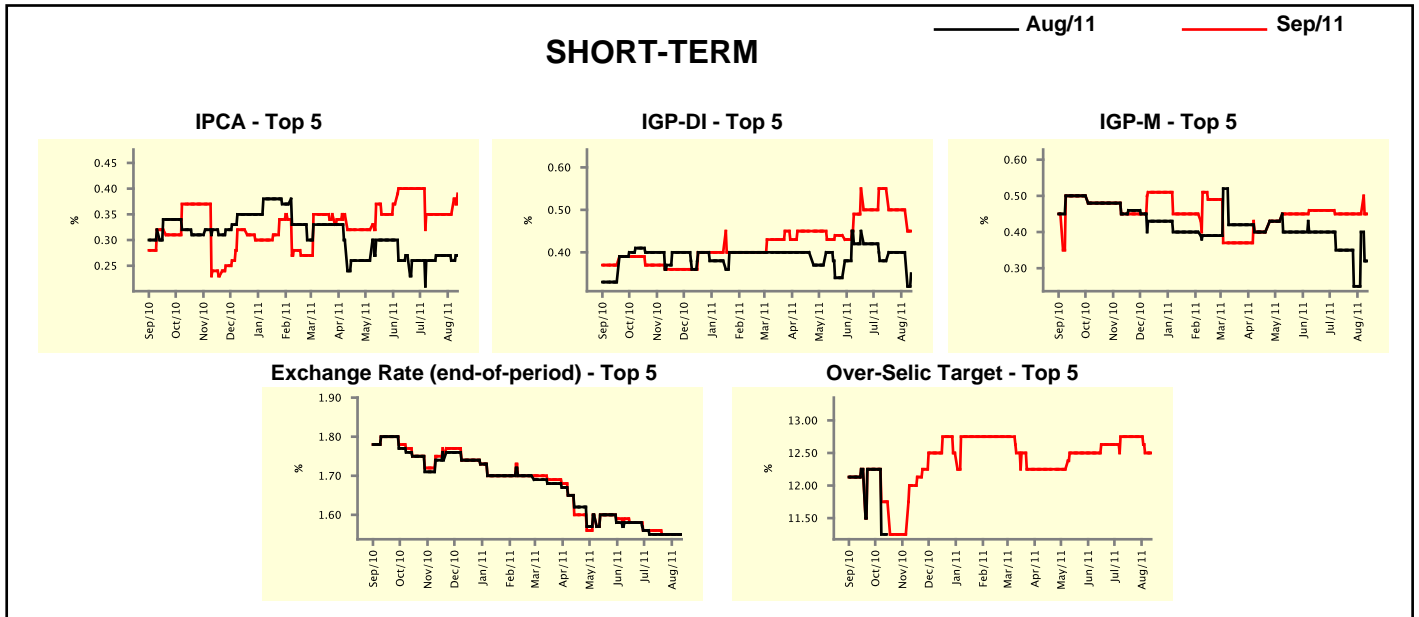 Aug/11 Sep/11
SHORT-TERM
IPCA - Top 5
0.45
0.40
0.35
0.30
0.25
%
Sep/10 Oct/10 Nov/10 Dec/10 Jan/11 Feb/11 Mar/11 Apr/11 May/11 Jun/11 Jul/11 Aug/11
IGP-DI - Top 5
0.60
0.50
0.40
%
Sep/10 Oct/10 Nov/10 Dec/10 Jan/11 Feb/11 Mar/11 Apr/11 May/11 Jun/11 Jul/11 Aug/11
IGP-M - Top 5
0.60
0.50
0.40
0.30
%
Sep/10 Oct/10 Nov/10 Dec/10 Jan/11 Feb/11 Mar/11 Apr/11 May/11 Jun/11 Jul/11 Aug/11
Exchange Rate (end-of-period) - Top 5
1.90
1.80
1.70
1.60
%
Sep/10 Oct/10 Nov/10 Dec/10 Jan/11 Feb/11 Mar/11 Apr/11 May/11 Jun/11 Jul/11 Aug/11
Over-Selic Target - Top 5
13.00
12.50
12.00
11.50
%
Sep/10 Oct/10 Nov/10 Dec/10 Jan/11 Feb/11 Mar/11 Apr/11 May/11 Jun/11 Jul/11 Aug/11